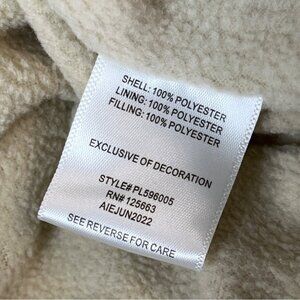 SHELL: 100% POLYESTER
LINING: 100% POLYESTER
FILLING: 100% POLYESTER
EXCLUSIVE OF DECORATION
STYLE# PL596005
RN# 125663
AIEJUN2022
SEE REVERSE FOR CARE